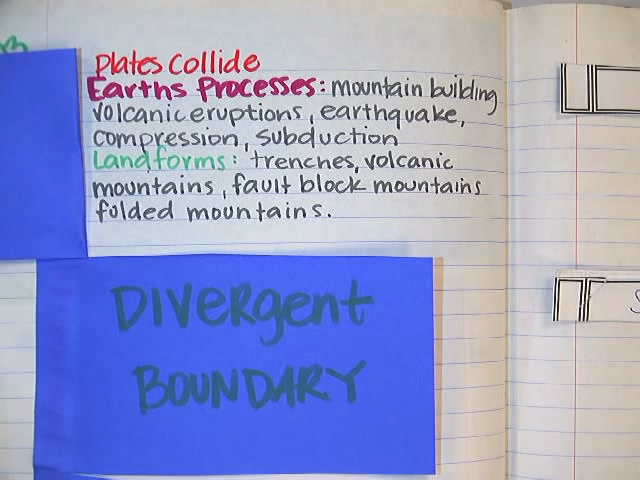 Plates Collide
Earths Processes: mountain building
volcanic eruptions, earthquake,
compression, subduction
Landforms: trenches, volcanic
mountains, fault block mountains
folded mountains.
DIVERgent
BOUNDARY